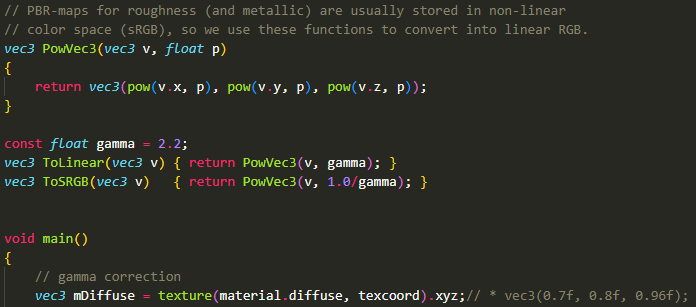 // PBR-maps for roughness (and metallic) are usually stored in non-linear
// color space (sRGB), so we use these functions to convert into linear RGB.
vec3 PowVec3(vec3 v, float p)
{
    return vec3(pow(v.x, p), pow(v.y, p), pow(v.z, p));
}

const float gamma = 2.2;
vec3 ToLinear(vec3 v) { return PowVec3(v, gamma); }
vec3 ToSRGB(vec3 v)   { return PowVec3(v, 1.0/gamma); }


void main()
{
    // gamma correction
    vec3 mDiffuse = texture(material.diffuse, texcoord).xyz;// * vec3(0.7f, 0.8f, 0.96f);